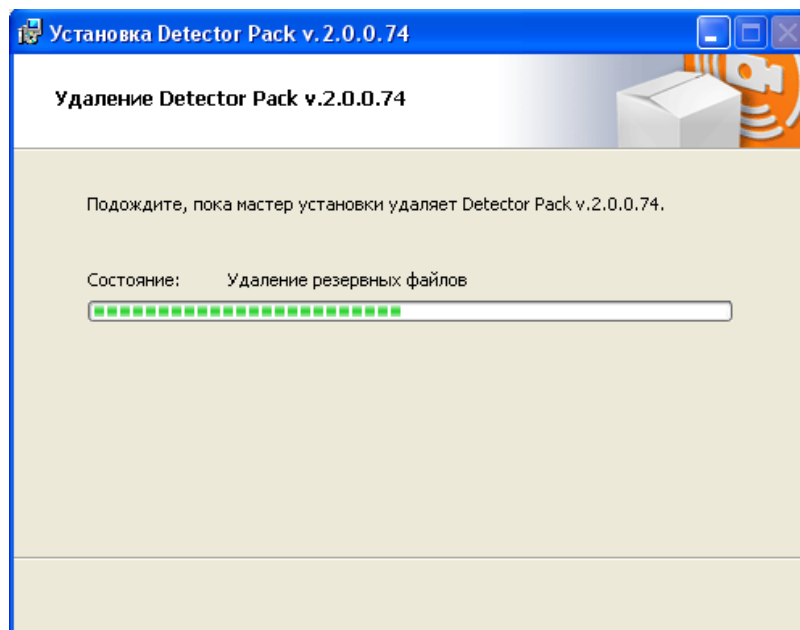 Установка Detector Pack v.2.0.0.74
Удаление Detector Pack v.2.0.0.74
Подождите, пока мастер установки удаляет Detector Pack v.2.0.0.74.
Состояние: Удаление резервных файлов